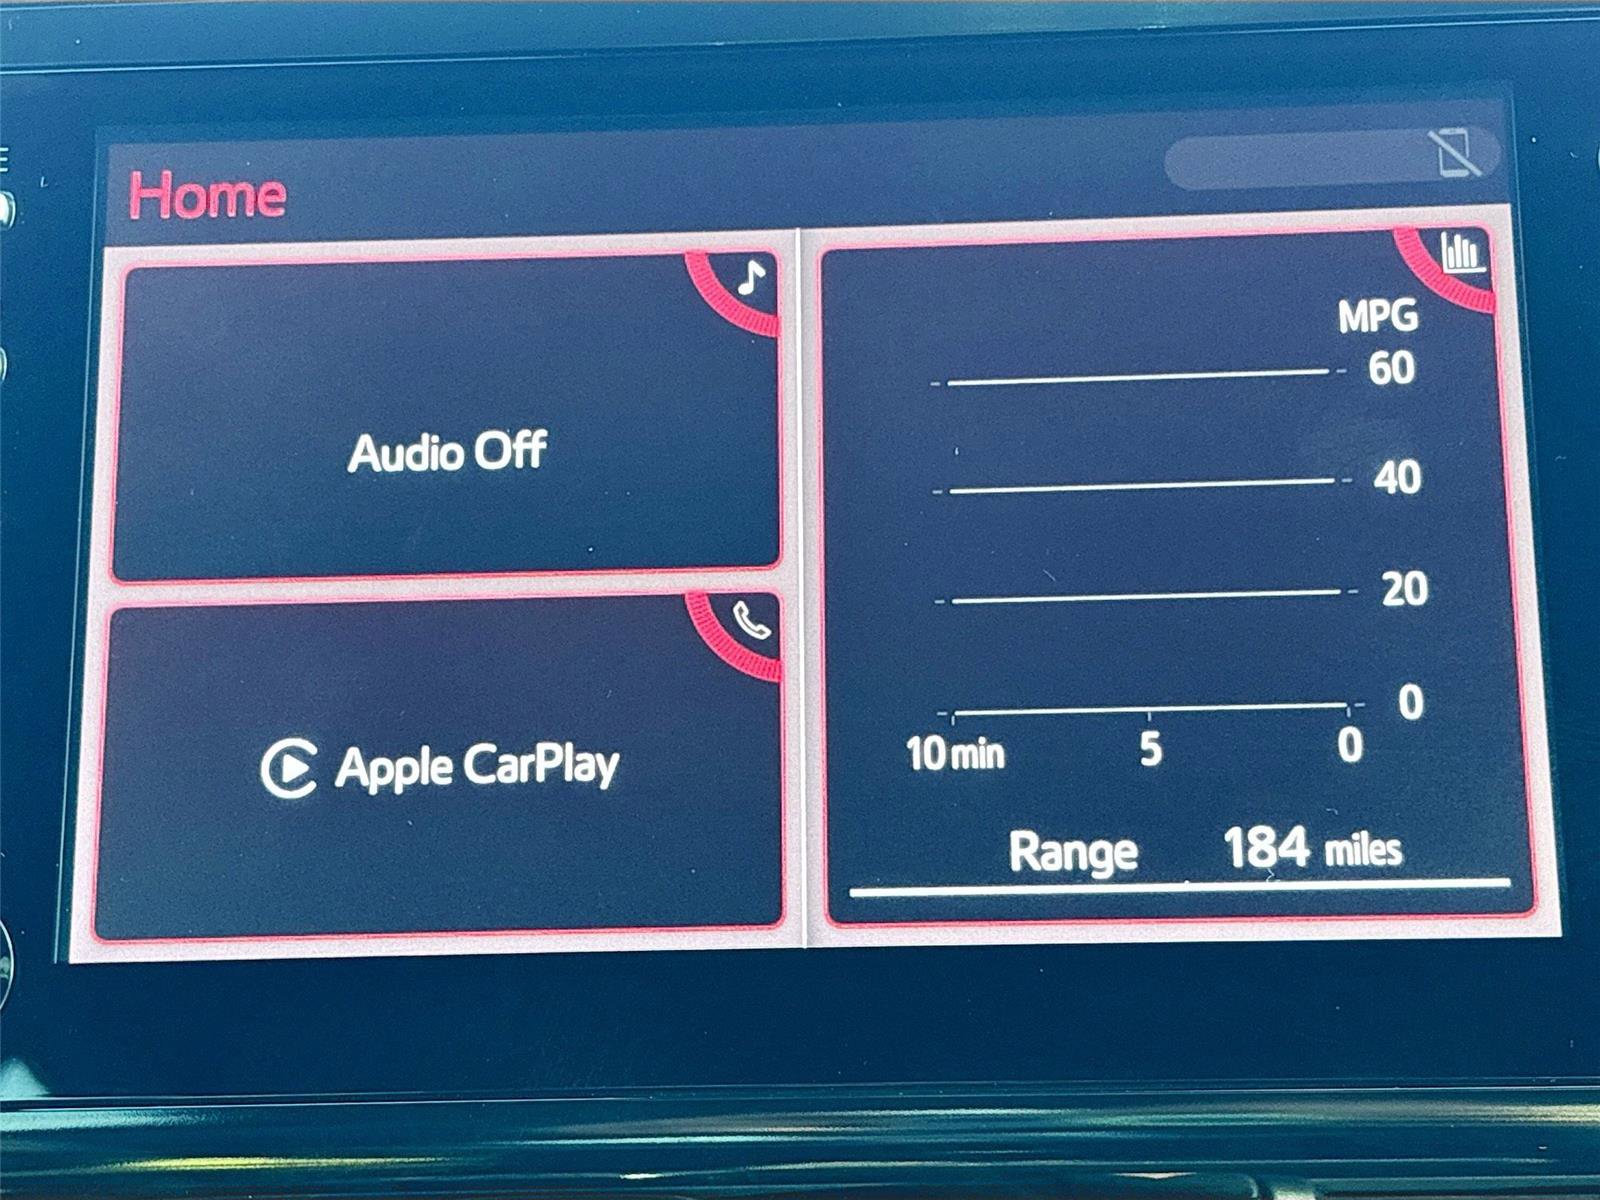 Home
Audio Off
Apple CarPlay
MPG
60
40
20
0
10 min 5 0
Range 184 miles